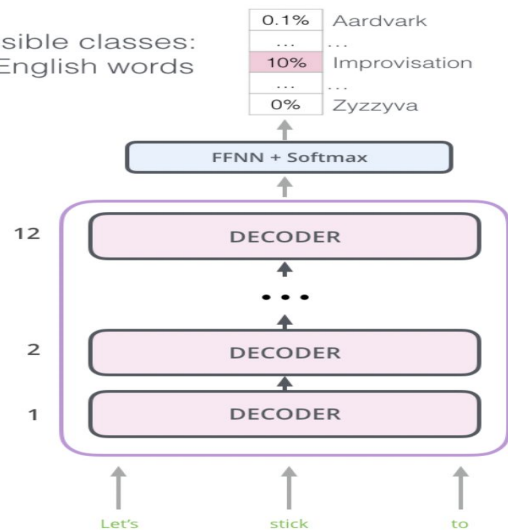 sible classes:
English words
0.1% Aardvark
... ...
10% Improvisation
... ...
0% Zyzzyva
FFNN + Softmax
12 DECODER
...
2 DECODER
1 DECODER
Let's stick to